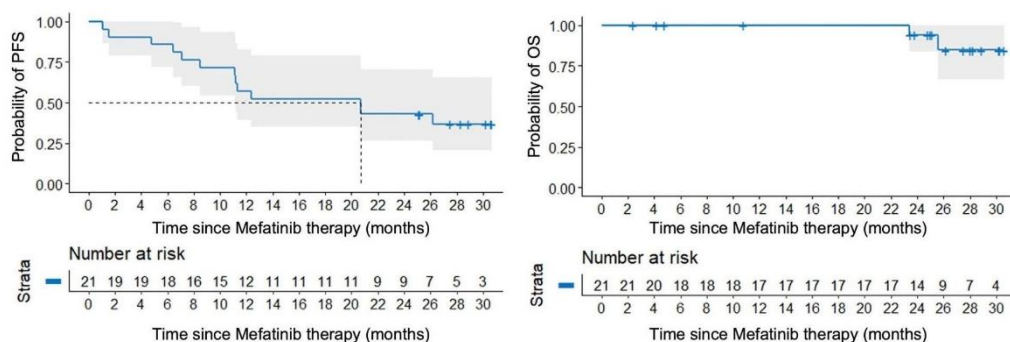 Probability of PFS
1.00
0.75
0.50
0.25
0.00
0 2 4 6 8 10 12 14 16 18 20 22 24 26 28 30
Time since Mefatinib therapy (months)
Number at risk
Strata
21 19 19 18 16 15 12 11 11 11 11 9 9 7 5 3
0 2 4 6 8 10 12 14 16 18 20 22 24 26 28 30
Time since Mefatinib therapy (months)
Probability of OS
1.00
0.75
0.50
0.25
0.00
0 2 4 6 8 10 12 14 16 18 20 22 24 26 28 30
Time since Mefatinib therapy (months)
Number at risk
Strata
21 21 20 18 18 18 17 17 17 17 17 17 14 9 7 4
0 2 4 6 8 10 12 14 16 18 20 22 24 26 28 30
Time since Mefatinib therapy (months)